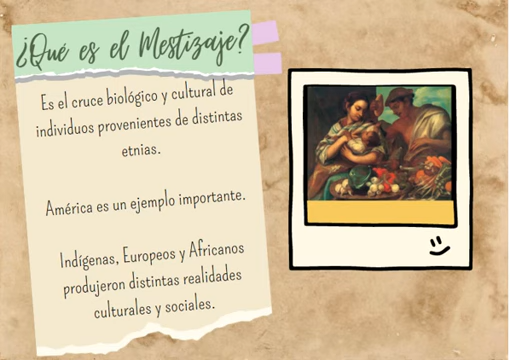 ¿Qué es el Mestizaje?
Es el cruce biológico y cultural de
individuos provenientes de distintas
etnias.
América es un ejemplo importante.
Indígenas, Europeos y Africanos
produjeron distintas realidades
culturales y sociales.